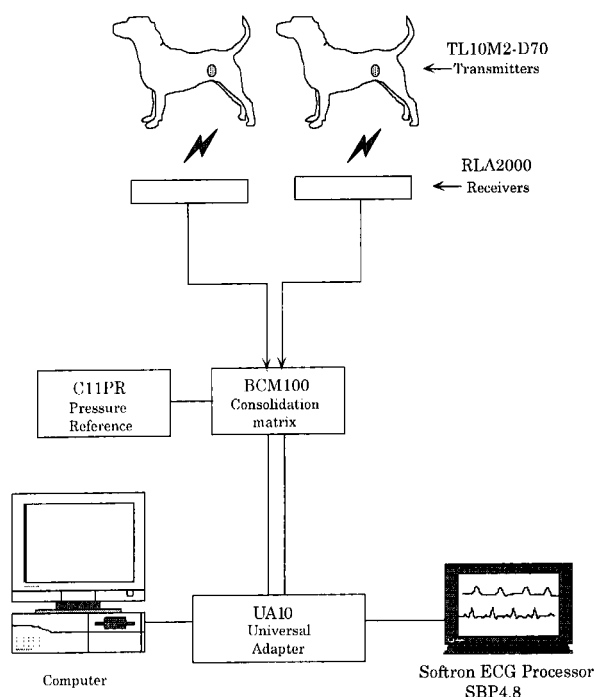 TL10M2-D70
Transmitters
RLA2000
Receivers
C11PR
Pressure
Reference
BCM100
Consolidation
matrix
UA10
Universal
Adapter
Computer
Softron ECG Processor
SBP4.8